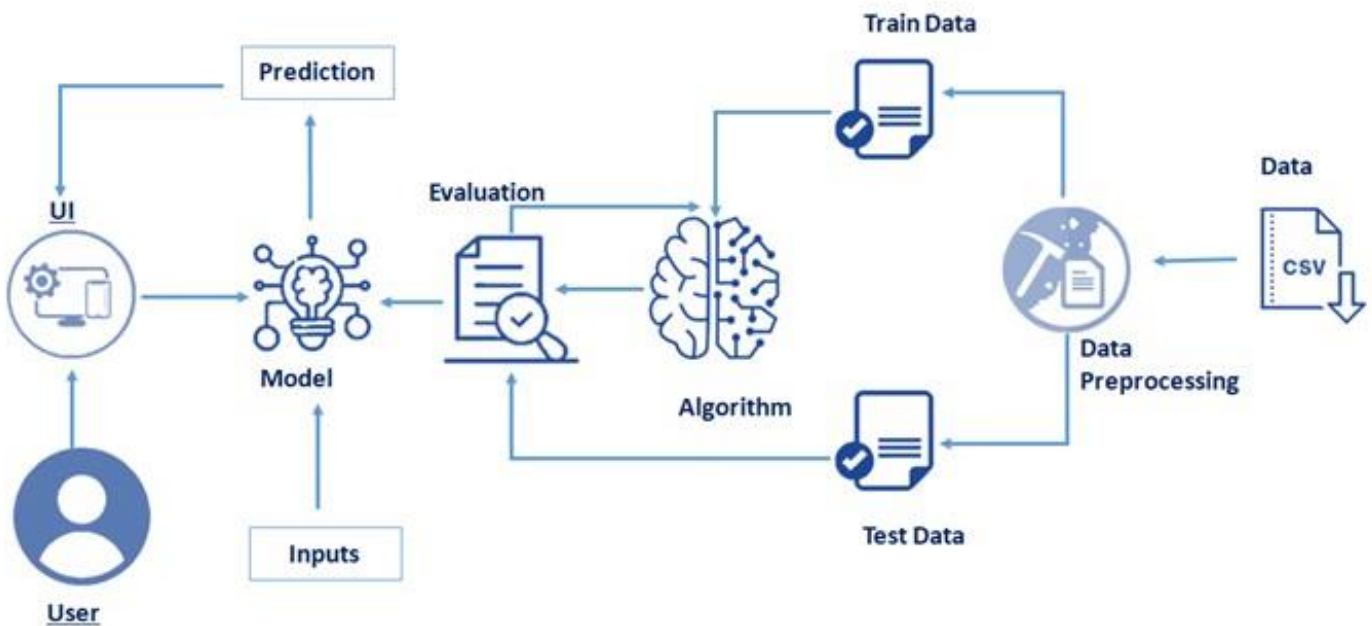 Train Data
Prediction
Data
Evaluation
UI
CSV
Data
Preprocessing
Model
Algorithm
Test Data
Inputs
User